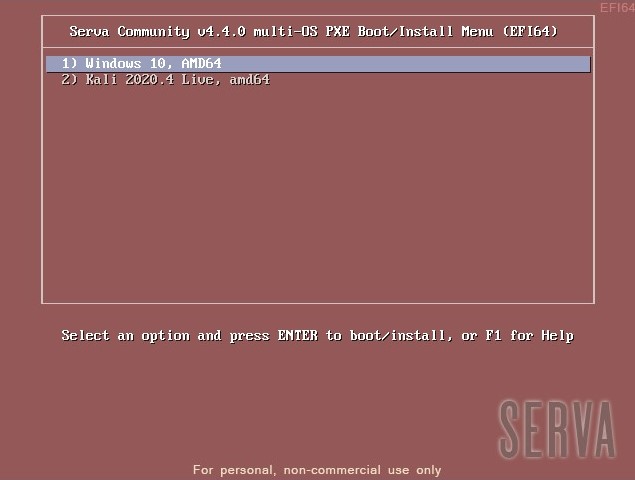 EFI64
Serva Community v4.4.0 multi-OS PXE Boot/Install Menu (EFI64)
1) Windows 10, AMD64
2) Kali 2020.4 Live, amd64
Select an option and press ENTER to boot/install, or F1 for Help
SERVA
For personal, non-commercial use only